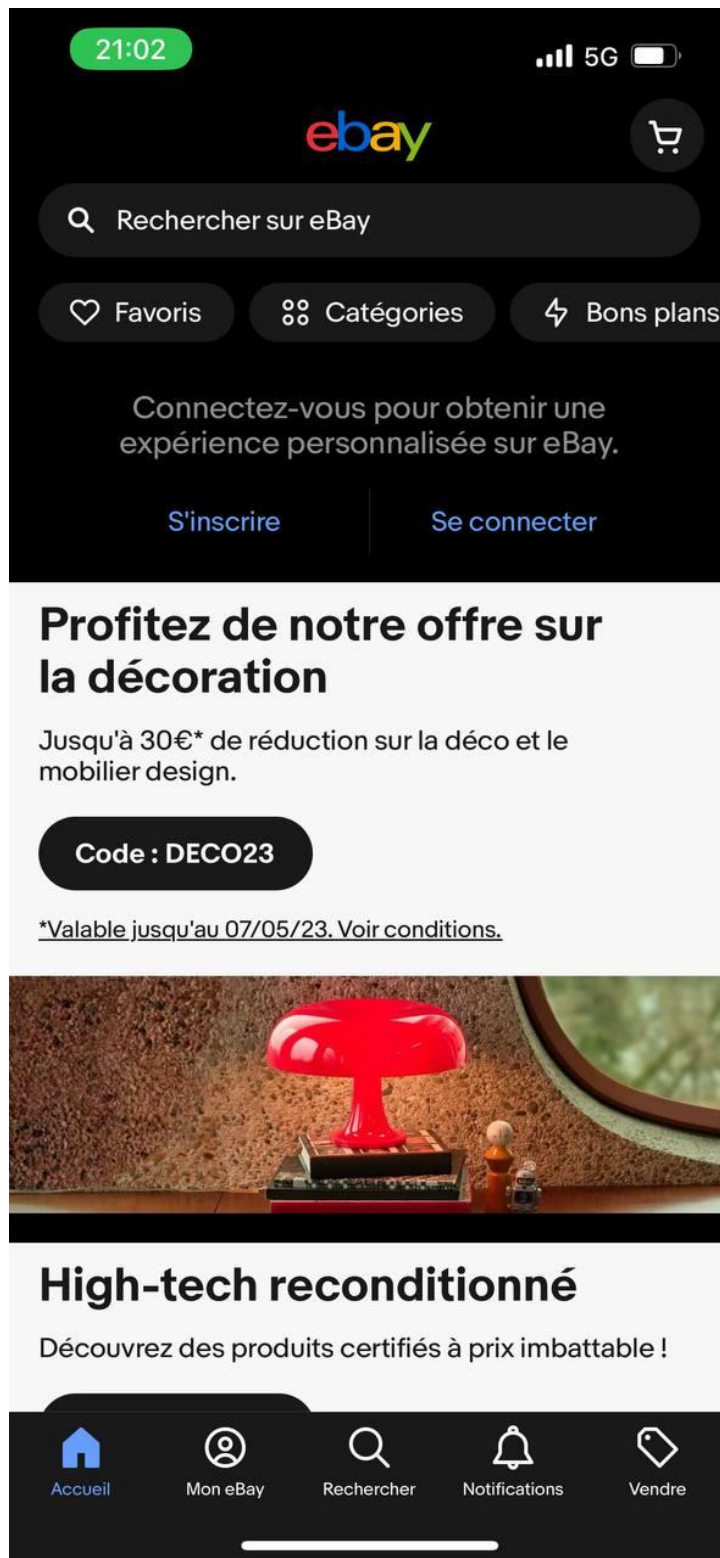 21:02
5G
ebay
Rechercher sur eBay
Favoris
Catégories
Bons plans
Connectez-vous pour obtenir une
expérience personnalisée sur eBay.
S'inscrire
Se connecter
Profitez de notre offre sur
la décoration
Jusqu'à 30€* de réduction sur la déco et le
mobilier design.
Code : DECO23
*Valable jusqu'au 07/05/23. Voir conditions.
High-tech reconditionné
Découvrez des produits certifiés à prix imbattable !
Accueil
Mon eBay
Rechercher
Notifications
Vendre